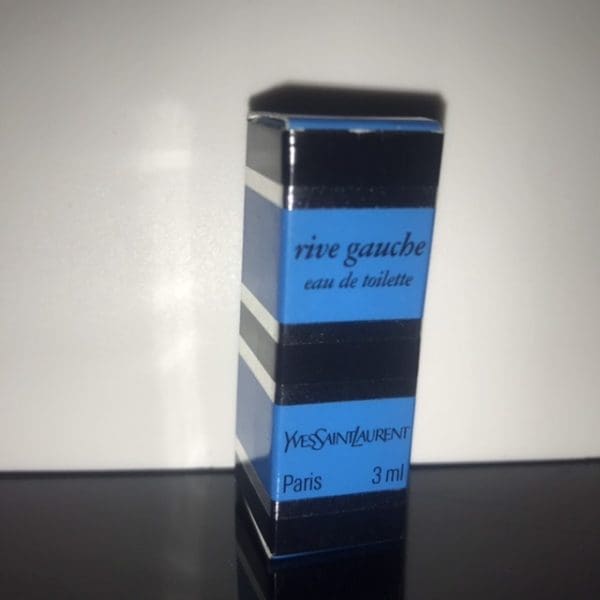 rive gauche
eau de toilette
YVESSAINTLAURENT
Paris 3 ml